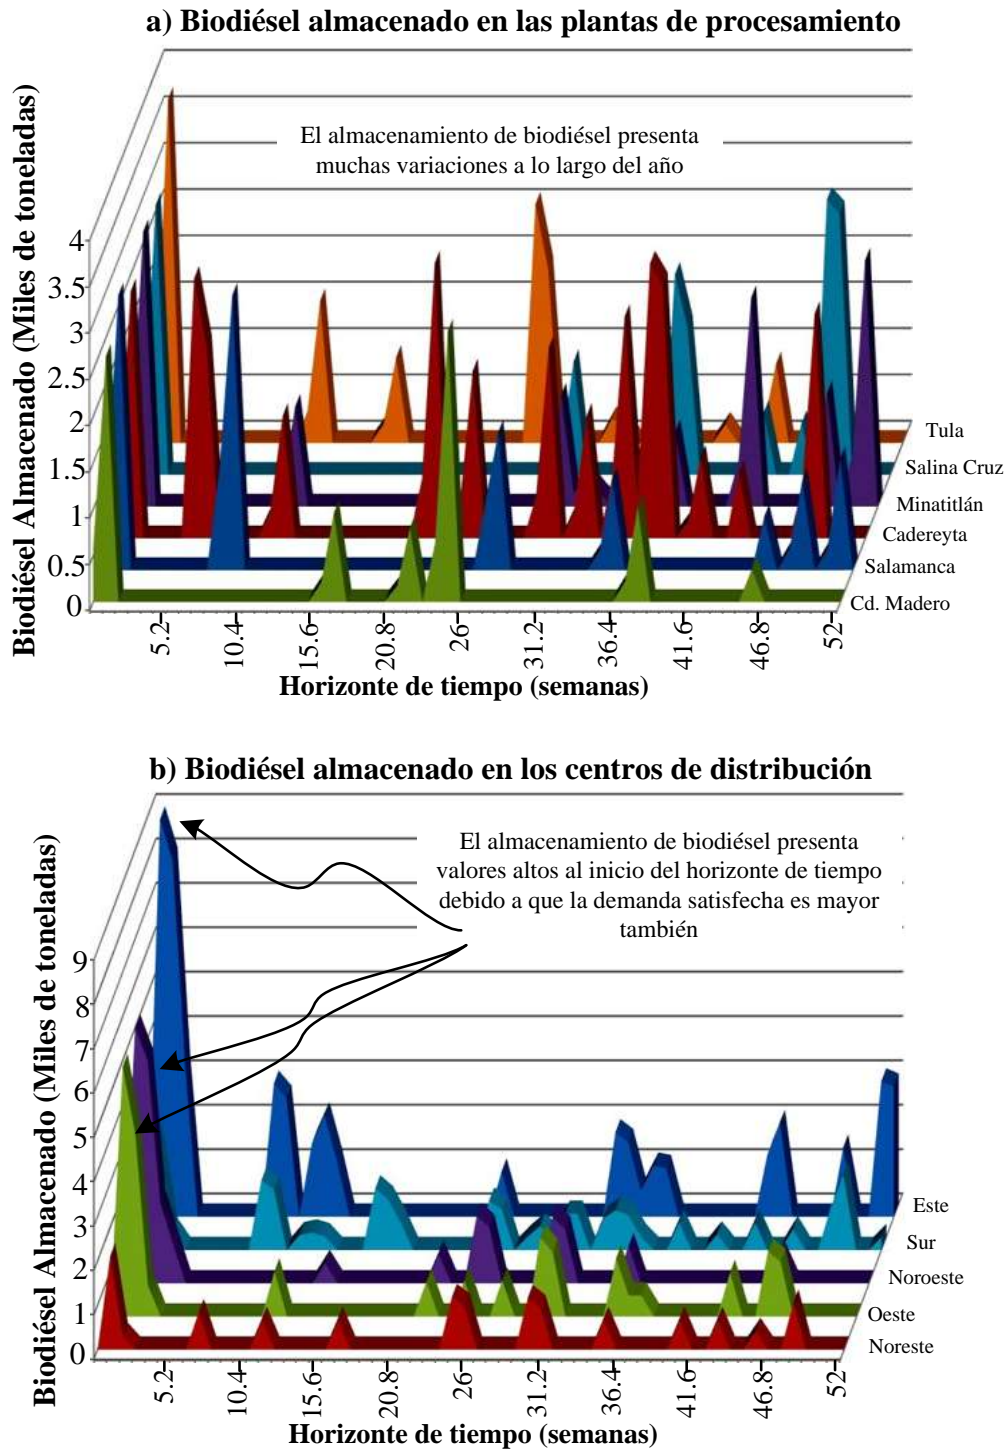 a) Biodiésel almacenado en las plantas de procesamiento
El almacenamiento de biodiésel presenta
muchas variaciones a lo largo del año
Biodiésel Almacenado (Miles de toneladas)
4
3.5
3
2.5
2
1.5
1
0.5
0
Tula
Salina Cruz
Minatitlán
Cadereyta
Salamanca
Cd. Madero
5.2
10.4
15.6
20.8
26
31.2
36.4
41.6
46.8
52
Horizonte de tiempo (semanas)
b) Biodiésel almacenado en los centros de distribución
El almacenamiento de biodiésel presenta
valores altos al inicio del horizonte de tiempo
debido a que la demanda satisfecha es mayor
también
Biodiésel Almacenado (Miles de toneladas)
9
8
7
6
5
4
3
2
1
0
Este
Sur
Noroeste
Oeste
Noreste
5.2
10.4
15.6
20.8
26
31.2
36.4
41.6
46.8
52
Horizonte de tiempo (semanas)